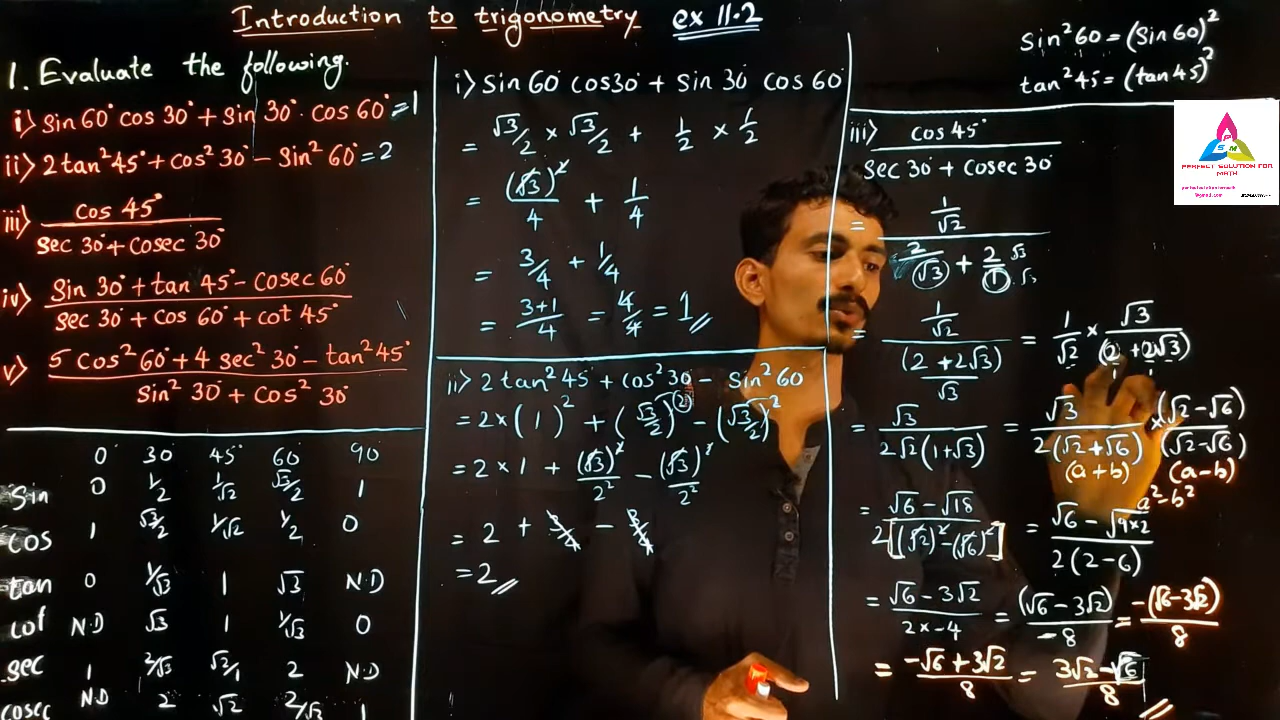 Introduction to trigonometry ex 11.2
1. Evaluate the following.
i) sin 60° cos 30° + sin 30° . cos 60° = 1
ii) 2 tan² 45° + cos² 30° − sin² 60° = 2
iii) cos 45° / sec 30° + cosec 30°
iv) sin 30° + tan 45° − cosec 60° / sec 30° + cos 60° + cot 45°
v) 5 cos² 60° + 4 sec² 30° − tan² 45° / sin² 30° + cos² 30°
0° 30° 45° 60° 90
sin 0 1/2 1/√2 √3/2 1
cos 1 √3/2 1/√2 1/2 0
tan 0 1/√3 1 √3 N.D
cot N.D √3 1 1/√3 0
sec 1 2/√3 √2/1 2 N.D
cosec N.D 2 √2 2/√3 1
i) sin 60° cos30° + sin 30° cos 60°
= √3/2 × √3/2 + 1/2 × 1/2
= (√3)²/4 + 1/4
= 3/4 + 1/4
= 3+1/4 = 4/4 = 1
ii) 2 tan² 45° + cos² 30° − sin² 60°
= 2 × (1)² + (√3/2)² − (√3/2)²
= 2 × 1 + (√3)²/2² − (√3)²/2²
= 2 + 3/4 − 3/4
= 2
sin² 60 = (sin 60)²
tan² 45 = (tan 45)²
iii) cos 45° / sec 30° + cosec 30°
= 1/√2 / 2/√3 + 2/1 √3 √3
= 1/√2 / (2 + 2√3)/√3 = 1/√2 × √3/(2 + 2√3)
= √3 / 2√2 (1+√3) = √3 / 2(√2 + √6) × (√2 − √6)/(√2 − √6)
(a+b) (a−b)
a² − b²
= √6 − √18 / 2[(√2)² − (√6)²] = √6 − √9×2 / 2(2−6)
= √6 − 3√2 / 2×−4 = (√6 − 3√2)/−8 = −(√6−3√2)/8
= −√6 + 3√2 / 8 = 3√2 − √6 / 8
P
S M
PERFECT SOLUTION FOR MATH